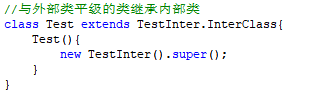 //与外部类平级的类继承内部类
class Test extends TestInter.InterClass{
    Test(){
        new TestInter().super();
    }
}